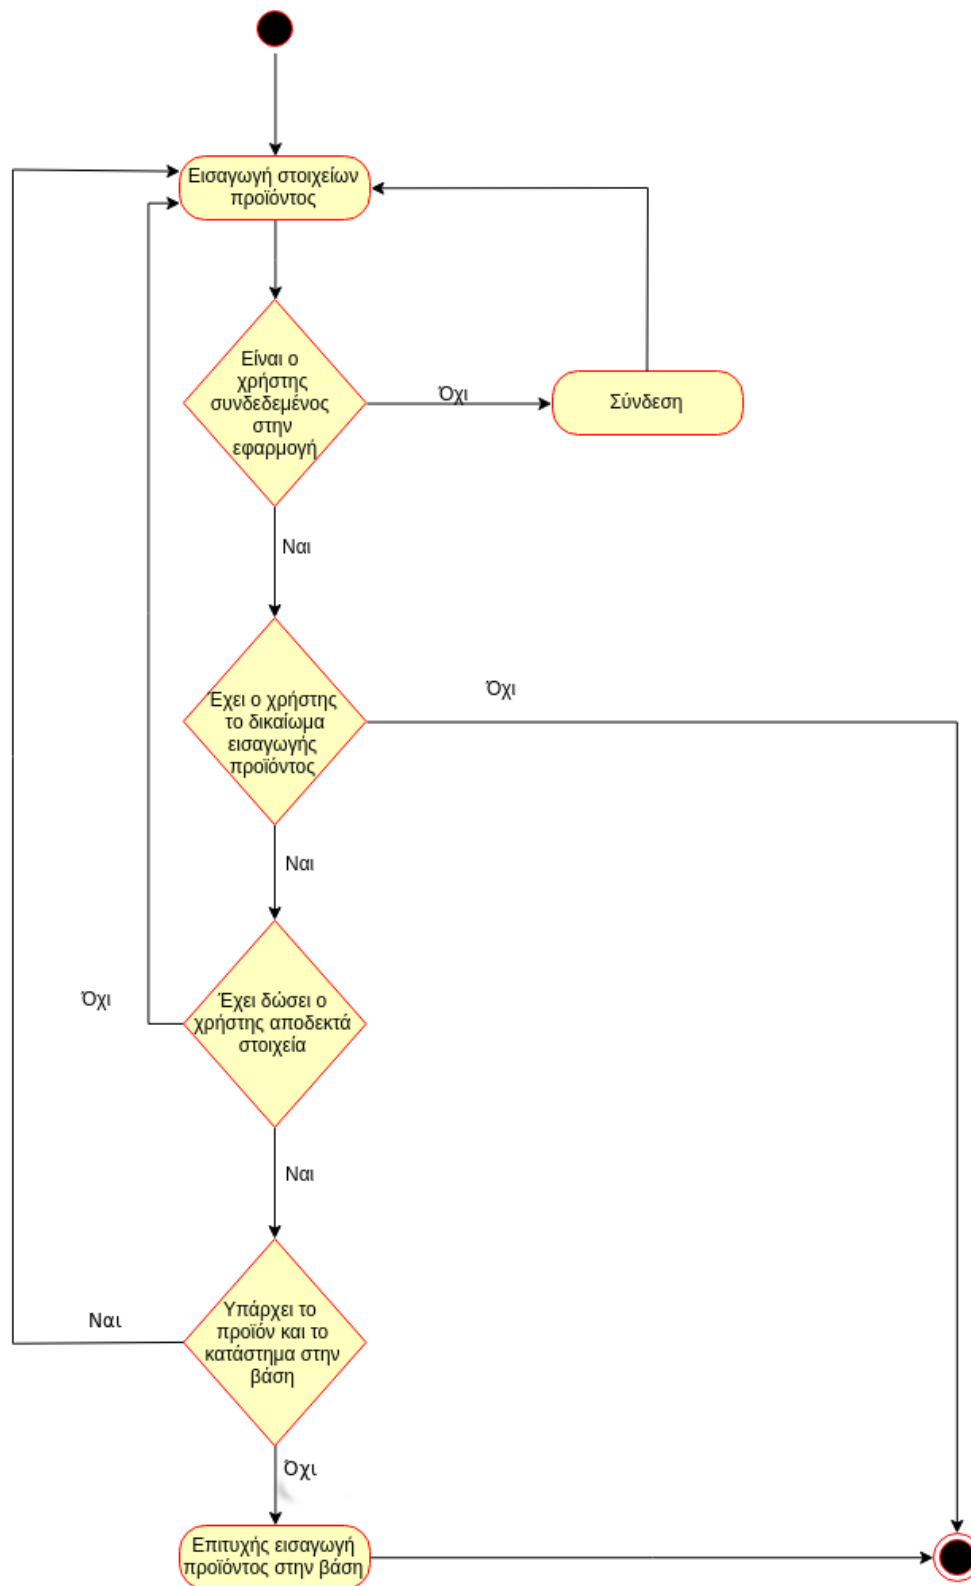 Εισαγωγή στοιχείων
προϊόντος
Είναι ο
χρήστης
συνδεδεμένος
στην
εφαρμογή
Όχι
Σύνδεση
Ναι
Όχι
Έχει ο χρήστης
το δικαίωμα
εισαγωγής
προϊόντος
Ναι
Όχι
Έχει δώσει ο
χρήστης αποδεκτά
στοιχεία
Ναι
Ναι
Υπάρχει το
προϊόν και το
κατάστημα στην
βάση
Όχι
Επιτυχής εισαγωγή
προϊόντος στην βάση